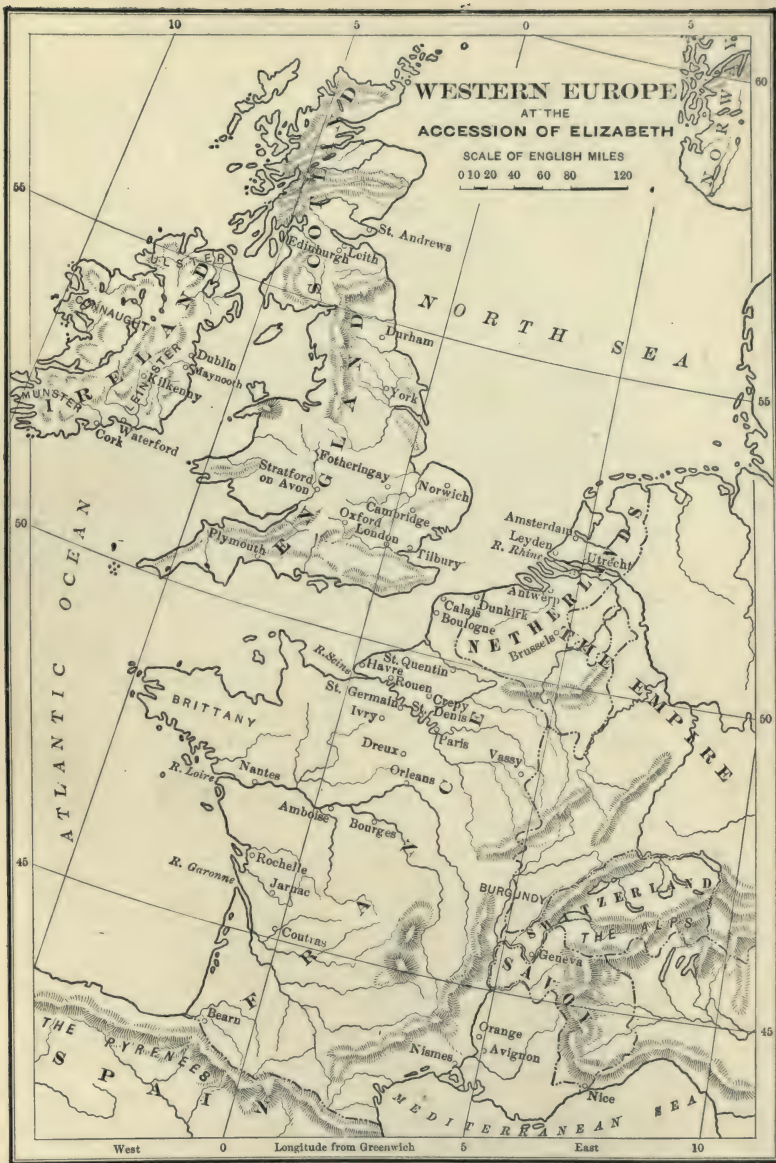 10 5 0 5
WESTERN EUROPE
AT THE
ACCESSION OF ELIZABETH
SCALE OF ENGLISH MILES
0 10 20 40 60 80 120
60
NORWAY
55
SCOTLAND
St. Andrews
Edinburgh
Leith
ULSTER
CONNAUGHT
IRELAND
NORTH SEA
Durham
Dublin
Maynooth
LEINSTER
Kilkenny
MUNSTER
York
55
Waterford
Cork
ENGLAND
Fotheringay
Stratford
on Avon
Norwich
Cambridge
Oxford
London
Tilbury
Plymouth
50
ATLANTIC OCEAN
Amsterdam
Leyden
R. Rhine
Utrecht
Antwerp
NETHERLANDS
Dunkirk
Calais
Boulogne
Brussels
THE EMPIRE
R. Seine
St. Quentin
Havre
Rouen
Crepy
St. Germain
St. Denis
Ivry
Paris
50
BRITTANY
Dreux
Vassy
Orleans
R. Loire
Nantes
Amboise
Bourges
FRANCE
45
Rochelle
R. Garonne
Jarnac
BURGUNDY
SWITZERLAND
THE ALPS
Coutras
Geneva
SAVOY
Bearn
THE PYRENEES
SPAIN
Orange
Avignon
Nismes
45
Nice
MEDITERRANEAN SEA
West 0 Longitude from Greenwich 5 East 10